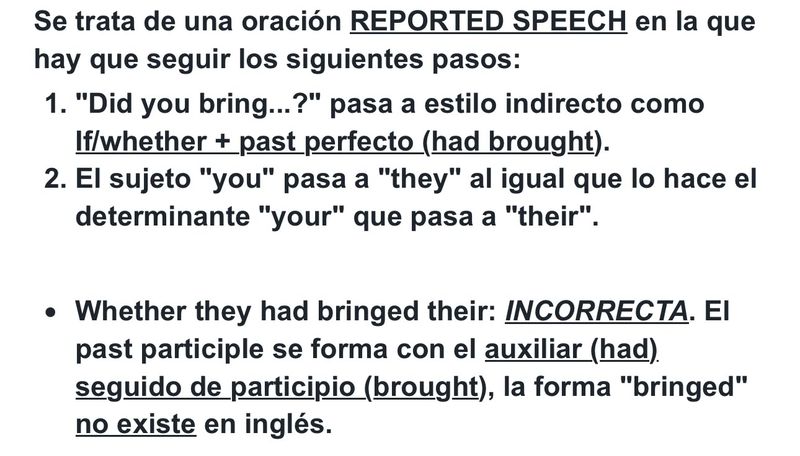 Se trata de una oración REPORTED SPEECH en la que
hay que seguir los siguientes pasos:
1. "Did you bring...?" pasa a estilo indirecto como
If/whether + past perfecto (had brought).
2. El sujeto "you" pasa a "they" al igual que lo hace el
determinante "your" que pasa a "their".
• Whether they had bringed their: INCORRECTA. El
past participle se forma con el auxiliar (had)
seguido de participio (brought), la forma "bringed"
no existe en inglés.